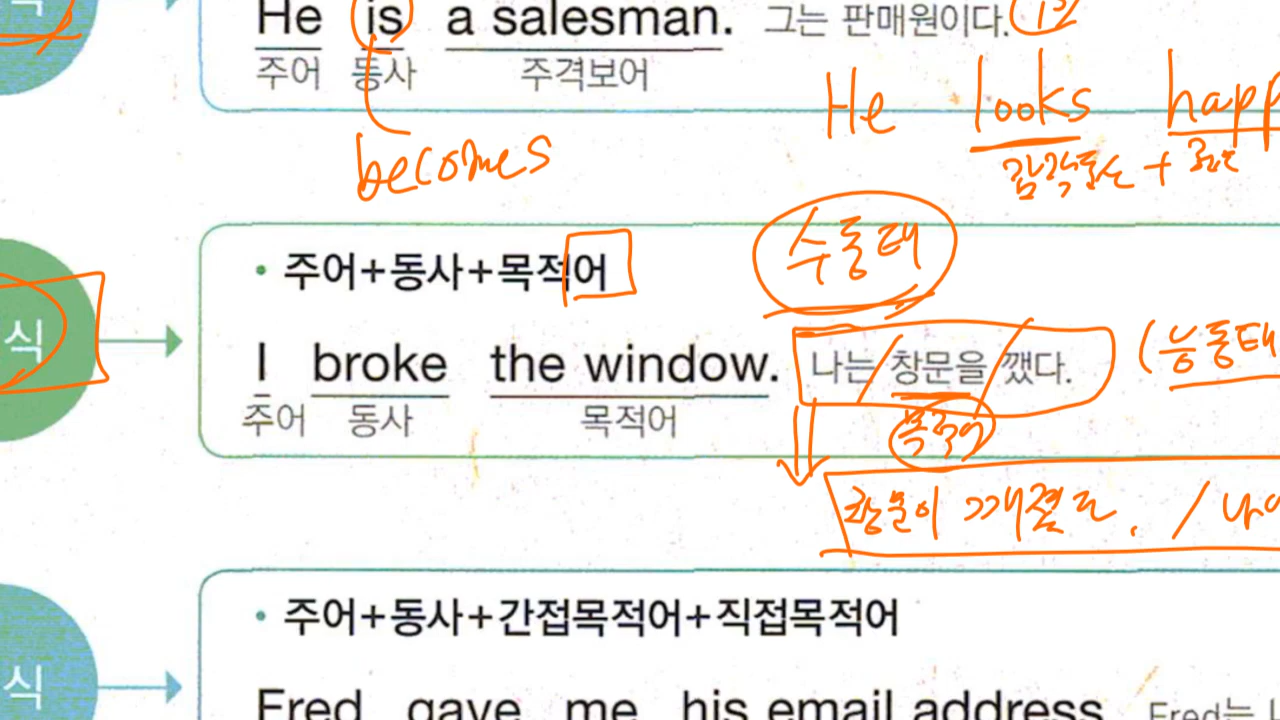 식
He is a salesman. 그는 판매원이다.
주어 동사 주격보어
He looks happ
becomes
감각동사 +
수동태
• 주어+동사+목적어
식
I broke the window. 나는 창문을 깼다. (능동태
주어 동사 목적어 목적어
창문이 깨졌다. / 나에
• 주어+동사+간접목적어+직접목적어
식
Fred gave me his email address Fred는